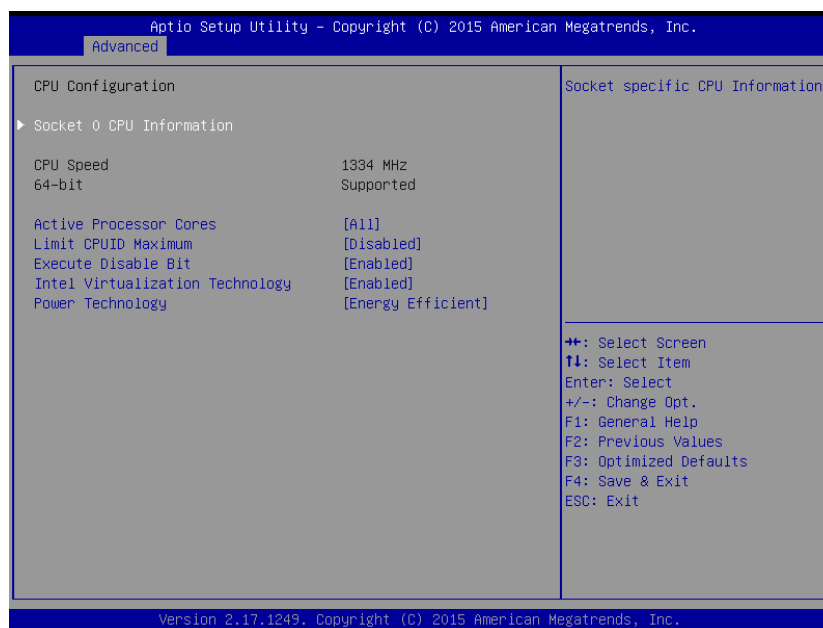 Aptio Setup Utility – Copyright (C) 2015 American Megatrends, Inc.
Advanced
CPU Configuration
Socket 0 CPU Information
CPU Speed 1334 MHz
64-bit Supported
Active Processor Cores [All]
Limit CPUID Maximum [Disabled]
Execute Disable Bit [Enabled]
Intel Virtualization Technology [Enabled]
Power Technology [Energy Efficient]
Socket specific CPU Information
→←: Select Screen
↑↓: Select Item
Enter: Select
+/-: Change Opt.
F1: General Help
F2: Previous Values
F3: Optimized Defaults
F4: Save & Exit
ESC: Exit
Version 2.17.1249. Copyright (C) 2015 American Megatrends, Inc.